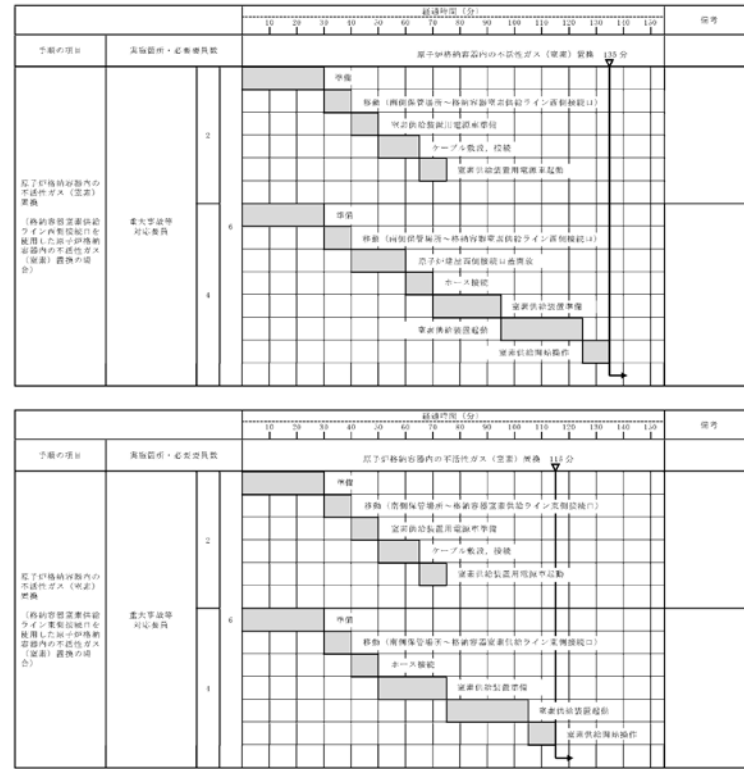 経過時間（分）
備考
10 20 30 40 50 60 70 80 90 100 110 120 130 140 150
手順の項目
実施箇所・必要要員数
原子炉格納容器内の不活性ガス（窒素）置換 135分
原子炉格納容器内の
不活性ガス（窒素）
置換
（格納容器窒素供給
ライン西側接続口を
使用した原子炉格納
容器内の不活性ガス
（窒素）置換の場
合）
重大事故等
対応要員
6
2
準備
移動（南側保管場所～格納容器窒素供給ライン西側接続口）
窒素供給装置用電源車準備
ケーブル敷設，接続
窒素供給装置用電源車起動
4
準備
移動（南側保管場所～格納容器窒素供給ライン西側接続口）
原子炉建屋西側接続口蓋開放
ホース接続
窒素供給装置準備
窒素供給装置起動
窒素供給開始操作
経過時間（分）
備考
10 20 30 40 50 60 70 80 90 100 110 120 130 140 150
手順の項目
実施箇所・必要要員数
原子炉格納容器内の不活性ガス（窒素）置換 115分
原子炉格納容器内の
不活性ガス（窒素）
置換
（格納容器窒素供給
ライン東側接続口を
使用した原子炉格納
容器内の不活性ガス
（窒素）置換の場
合）
重大事故等
対応要員
6
2
準備
移動（南側保管場所～格納容器窒素供給ライン東側接続口）
窒素供給装置用電源車準備
ケーブル敷設，接続
窒素供給装置用電源車起動
4
準備
移動（南側保管場所～格納容器窒素供給ライン東側接続口）
ホース接続
窒素供給装置準備
窒素供給装置起動
窒素供給開始操作